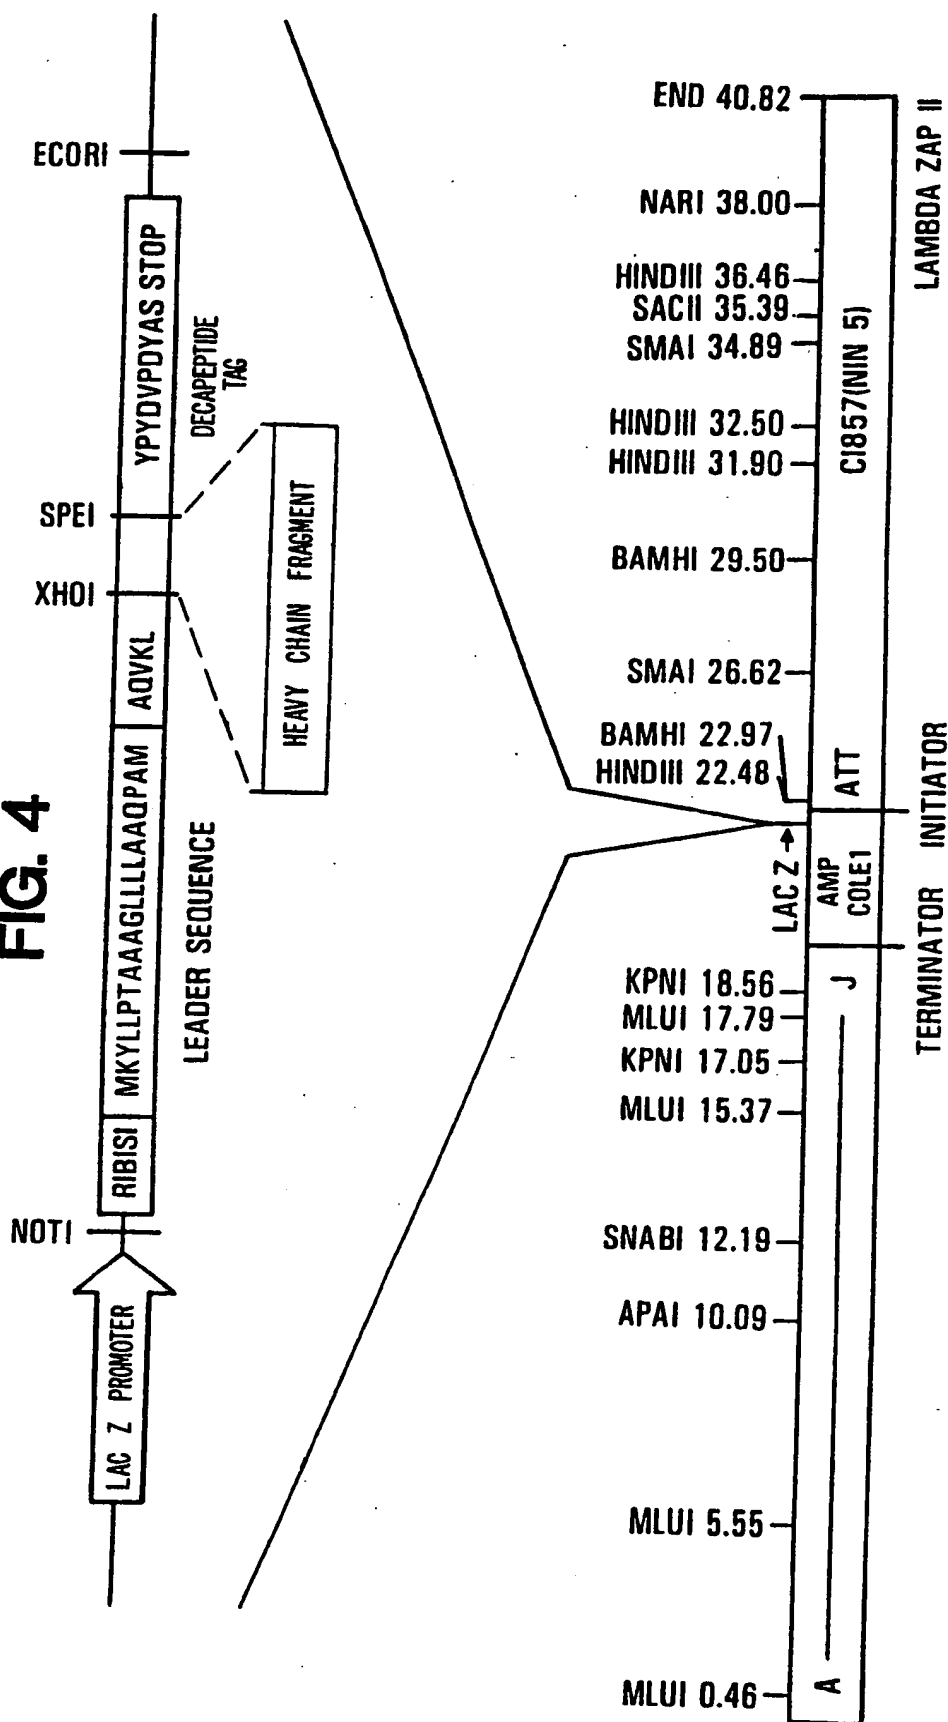 FIG. 4
LAC Z PROMOTER
NOTI
RIBISI
MKYLLPTAAAGLLLLAAQPAM
AQVKL
XHOI
SPEI
YPYDVPDYAS STOP
ECORI
LEADER SEQUENCE
DECAPEPTIDE
TAG
HEAVY CHAIN FRAGMENT
END 40.82
NARI 38.00
HINDIII 36.46
SACII 35.39
SMAI 34.89
HINDIII 32.50
HINDIII 31.90
BAMHI 29.50
SMAI 26.62
BAMHI 22.97
HINDIII 22.48
LAC Z
KPNI 18.56
MLUI 17.79
KPNI 17.05
MLUI 15.37
SNABI 12.19
APAI 10.09
MLUI 5.55
MLUI 0.46
A
J
AMP
COLE1
ATT
CI857(NIN 5)
TERMINATOR
INITIATOR
LAMBDA ZAP II